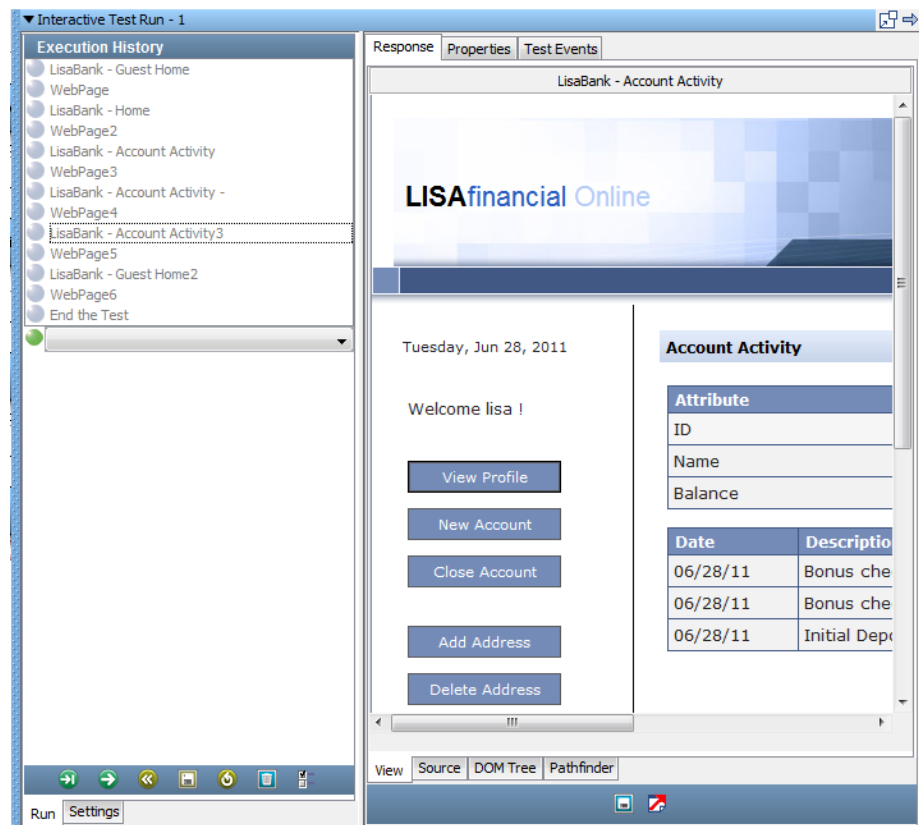 Interactive Test Run - 1
Execution History
LisaBank - Guest Home
WebPage
LisaBank - Home
WebPage2
LisaBank - Account Activity
WebPage3
LisaBank - Account Activity -
WebPage4
LisaBank - Account Activity3
WebPage5
LisaBank - Guest Home2
WebPage6
End the Test
Run Settings
Response Properties Test Events
LisaBank - Account Activity
LISAfinancial Online
Tuesday, Jun 28, 2011
Welcome lisa !
View Profile
New Account
Close Account
Add Address
Delete Address
Account Activity
Attribute
ID
Name
Balance
Date Descriptio
06/28/11 Bonus che
06/28/11 Bonus che
06/28/11 Initial Depo
View Source DOM Tree Pathfinder